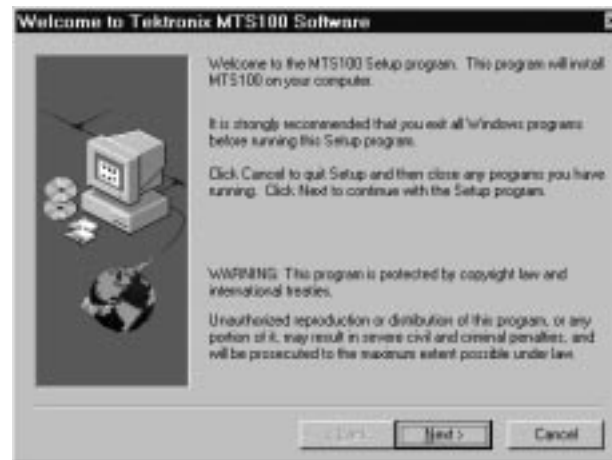 Welcome to Tektronix MTS100 Software
Welcome to the MTS100 Setup program. This program will install
MTS100 on your computer.
It is strongly recommended that you exit all Windows programs
before running this Setup program.
Click Cancel to quit Setup and then close any programs you have
running. Click Next to continue with the Setup program.
WARNING: This program is protected by copyright law and
international treaties.
Unauthorized reproduction or distribution of this program, or any
portion of it, may result in severe civil and criminal penalties, and
will be prosecuted to the maximum extent possible under law.
< Back
Next >
Cancel